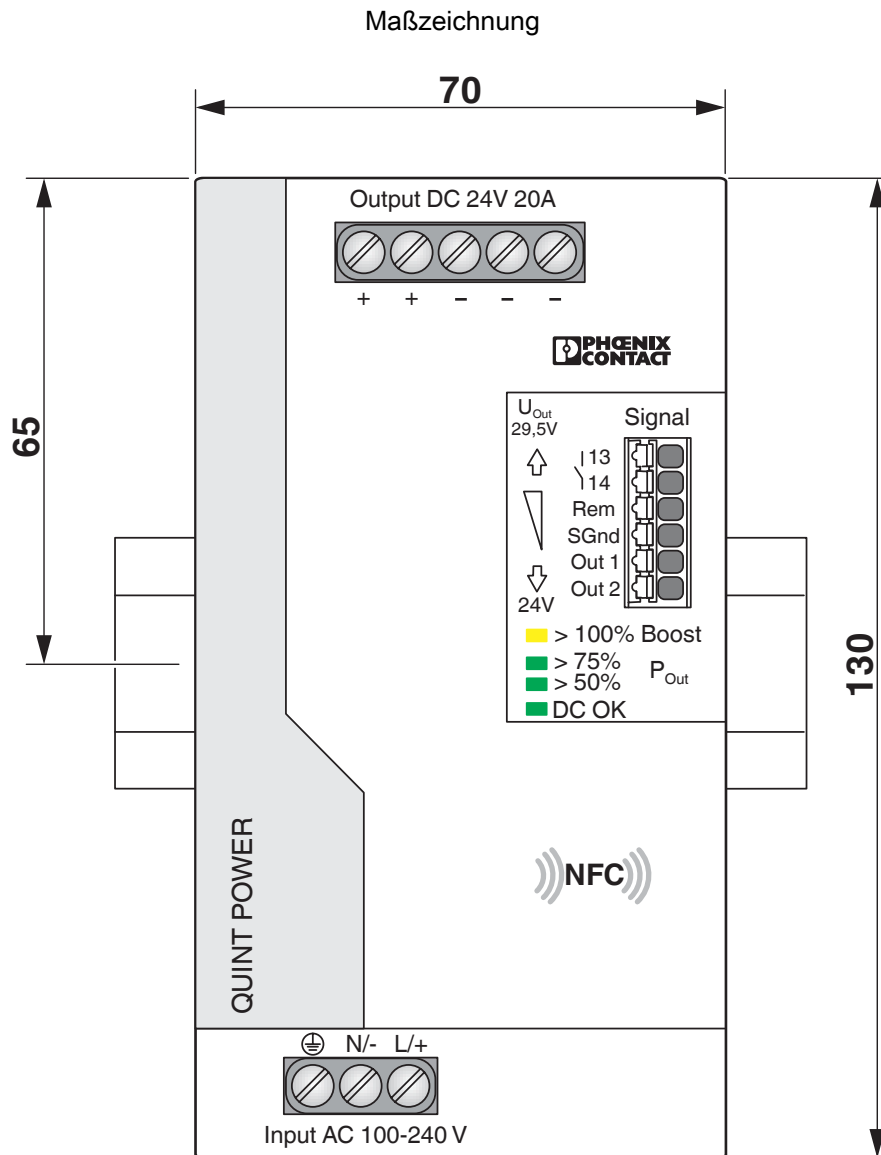 Maßzeichnung
70
65
130
Output DC 24V 20A
+ + – – –
PHŒNIX
CONTACT
U_Out
29,5V
Signal
13
14
Rem
SGnd
Out 1
Out 2
24V
> 100% Boost
> 75%
> 50%
P_Out
DC OK
QUINT POWER
NFC
N/- L/+
Input AC 100-240 V